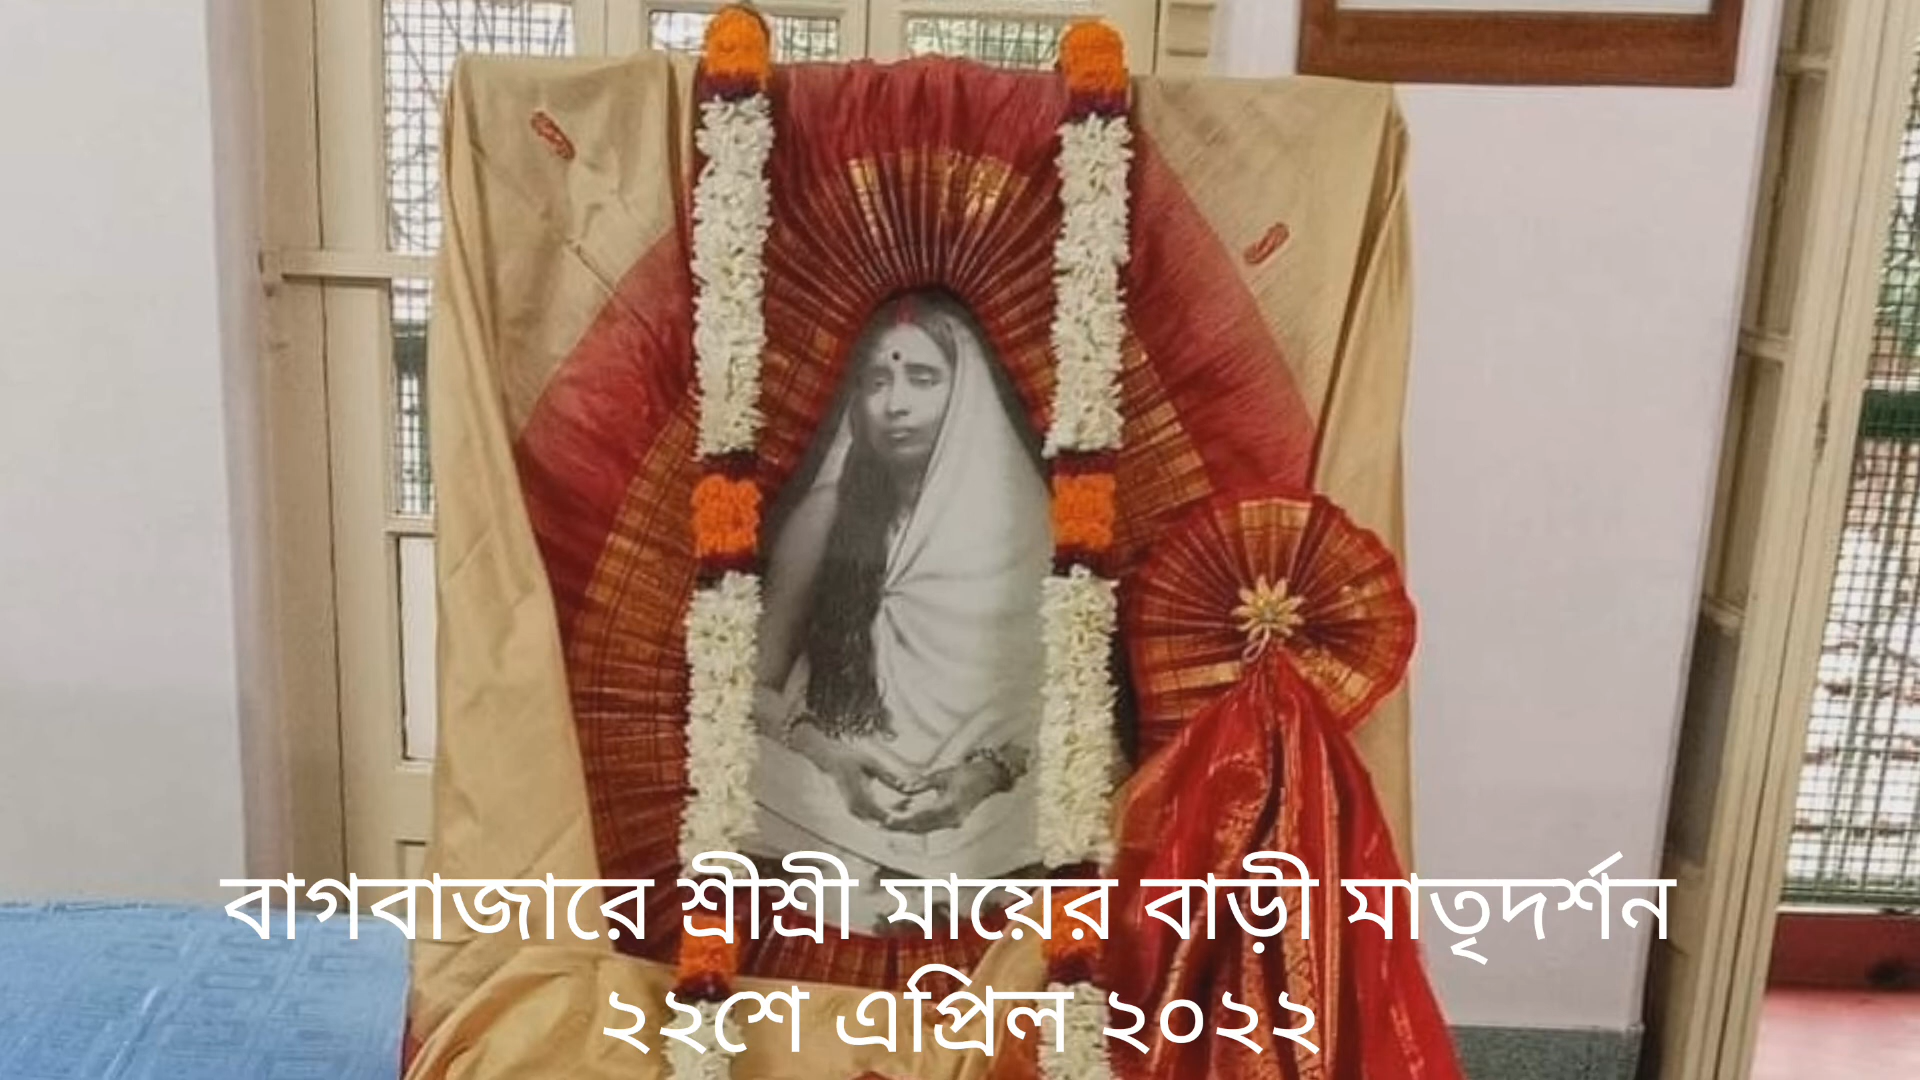 বাগবাজারে শ্রীশ্রী মায়ের বাড়ী মাতৃদর্শন
২২শে এপ্রিল ২০২২